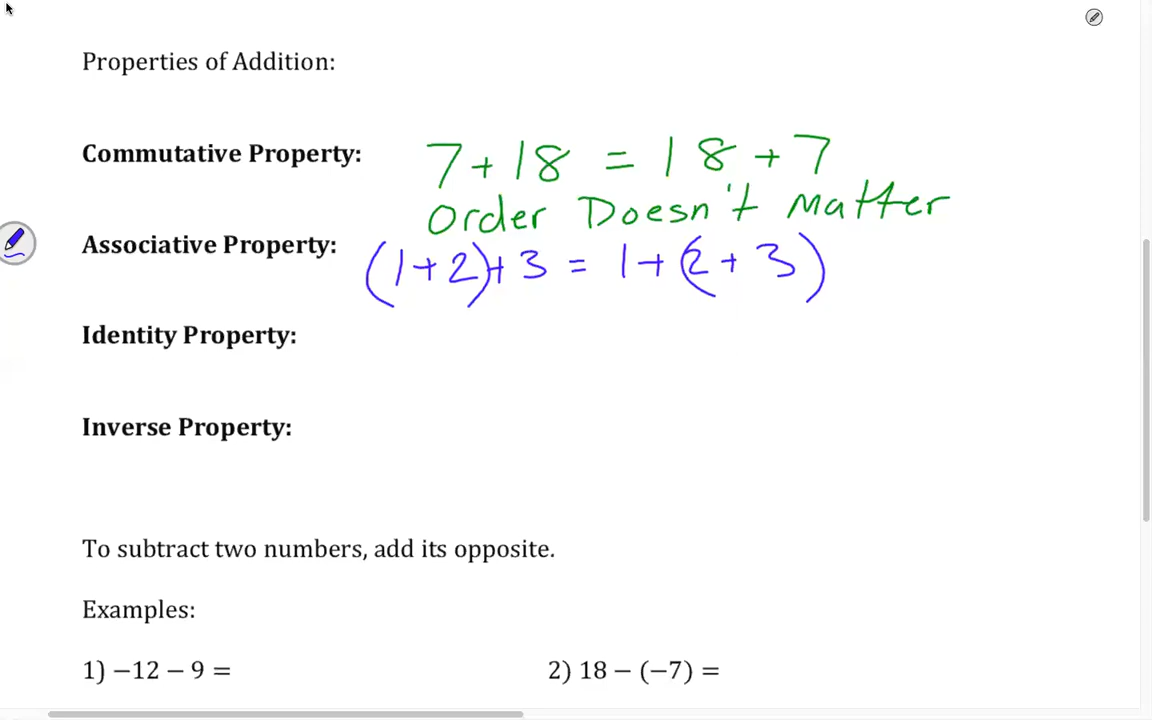 Properties of Addition:
Commutative Property: 7 + 18 = 18 + 7
Order Doesn't Matter
Associative Property: (1 + 2) + 3 = 1 + (2 + 3)
Identity Property:
Inverse Property:
To subtract two numbers, add its opposite.
Examples:
1) −12 − 9 = 2) 18 − (−7) =